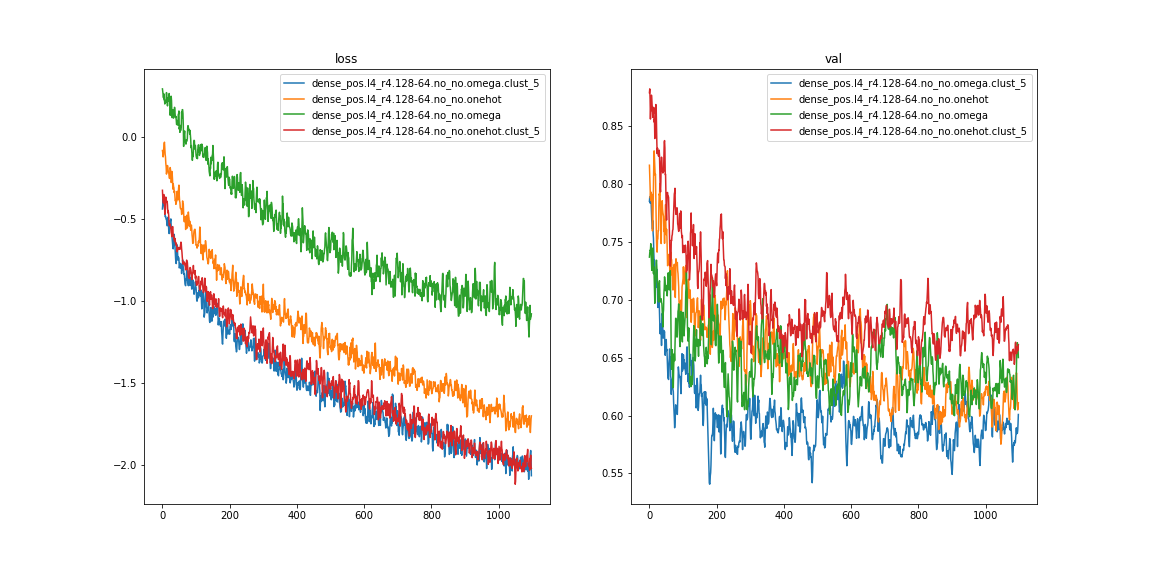 loss
dense_pos.l4_r4.128-64.no_no.omega.clust_5
dense_pos.l4_r4.128-64.no_no.onehot
dense_pos.l4_r4.128-64.no_no.omega
dense_pos.l4_r4.128-64.no_no.onehot.clust_5
0.0
−0.5
−1.0
−1.5
−2.0
0 200 400 600 800 1000
val
dense_pos.l4_r4.128-64.no_no.omega.clust_5
dense_pos.l4_r4.128-64.no_no.onehot
dense_pos.l4_r4.128-64.no_no.omega
dense_pos.l4_r4.128-64.no_no.onehot.clust_5
0.85
0.80
0.75
0.70
0.65
0.60
0.55
0 200 400 600 800 1000